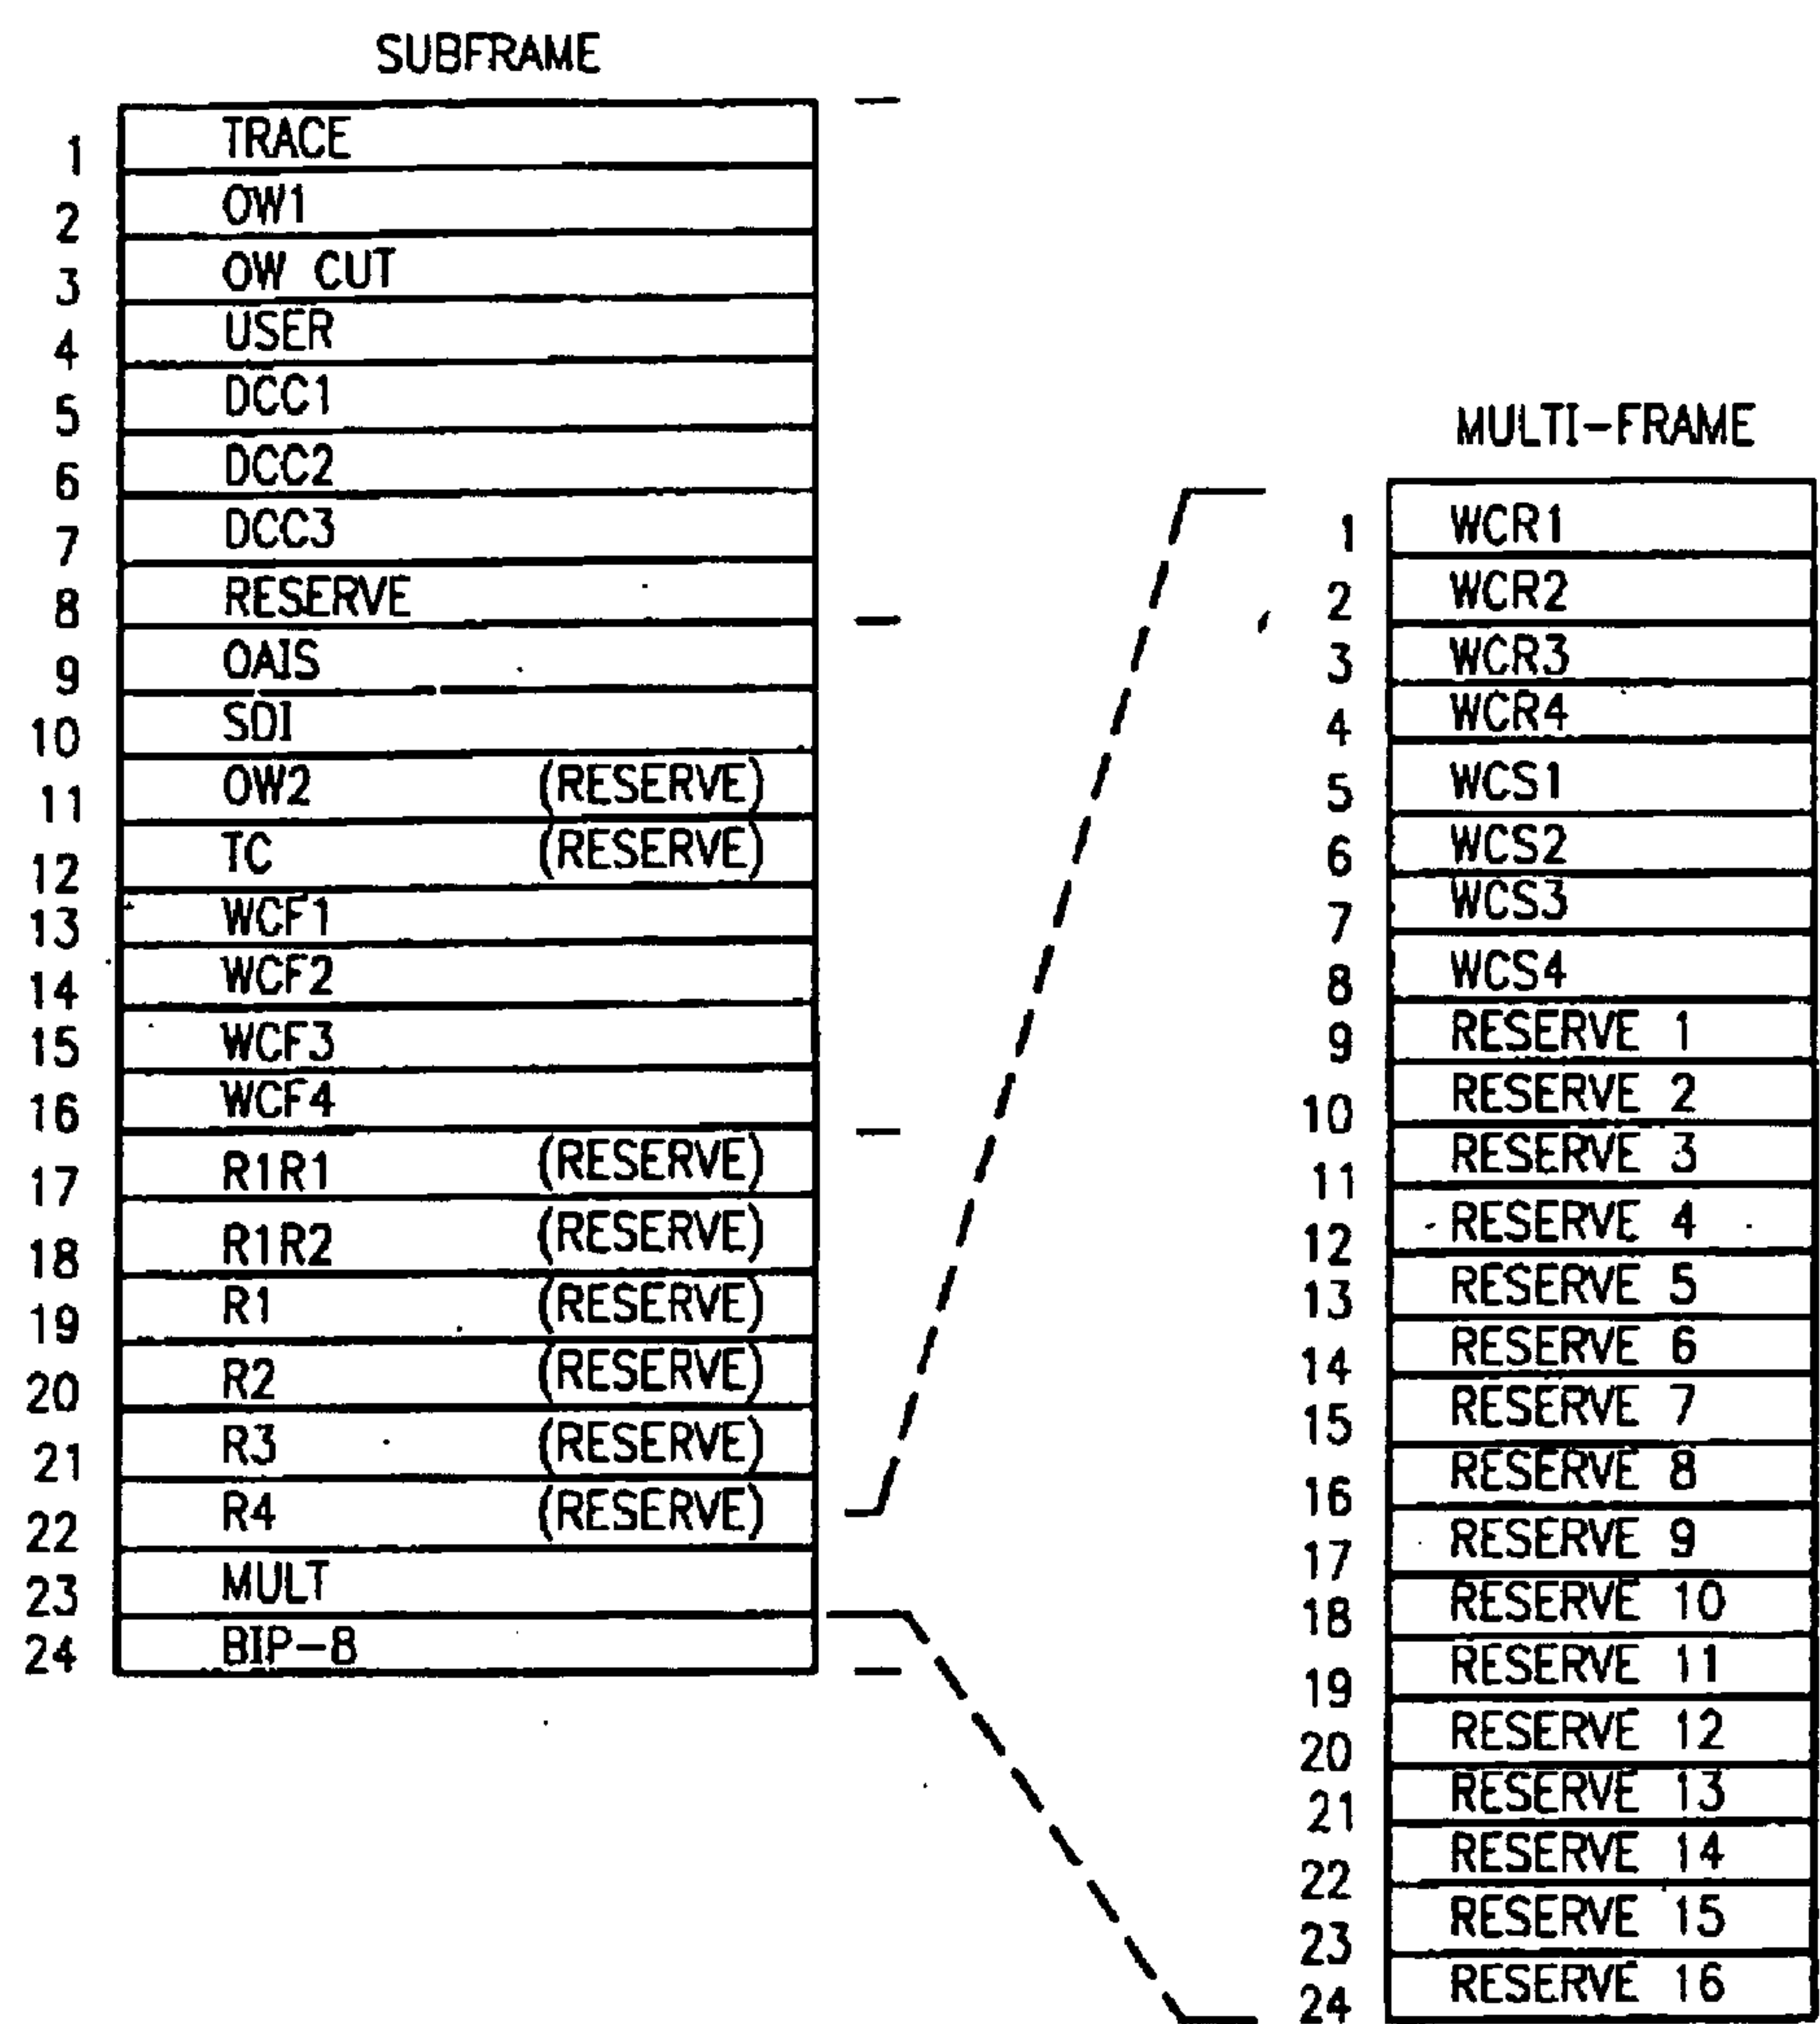 SUBFRAME
1 TRACE
2 OW1
3 OW CUT
4 USER
5 DCC1
6 DCC2
7 DCC3
8 RESERVE
9 OAIS
10 SDI
11 OW2 (RESERVE)
12 TC (RESERVE)
13 WCF1
14 WCF2
15 WCF3
16 WCF4
17 R1R1 (RESERVE)
18 R1R2 (RESERVE)
19 R1 (RESERVE)
20 R2 (RESERVE)
21 R3 (RESERVE)
22 R4 (RESERVE)
23 MULT
24 BIP-8
MULTI-FRAME
1 WCR1
2 WCR2
3 WCR3
4 WCR4
5 WCS1
6 WCS2
7 WCS3
8 WCS4
9 RESERVE 1
10 RESERVE 2
11 RESERVE 3
12 RESERVE 4
13 RESERVE 5
14 RESERVE 6
15 RESERVE 7
16 RESERVE 8
17 RESERVE 9
18 RESERVE 10
19 RESERVE 11
20 RESERVE 12
21 RESERVE 13
22 RESERVE 14
23 RESERVE 15
24 RESERVE 16